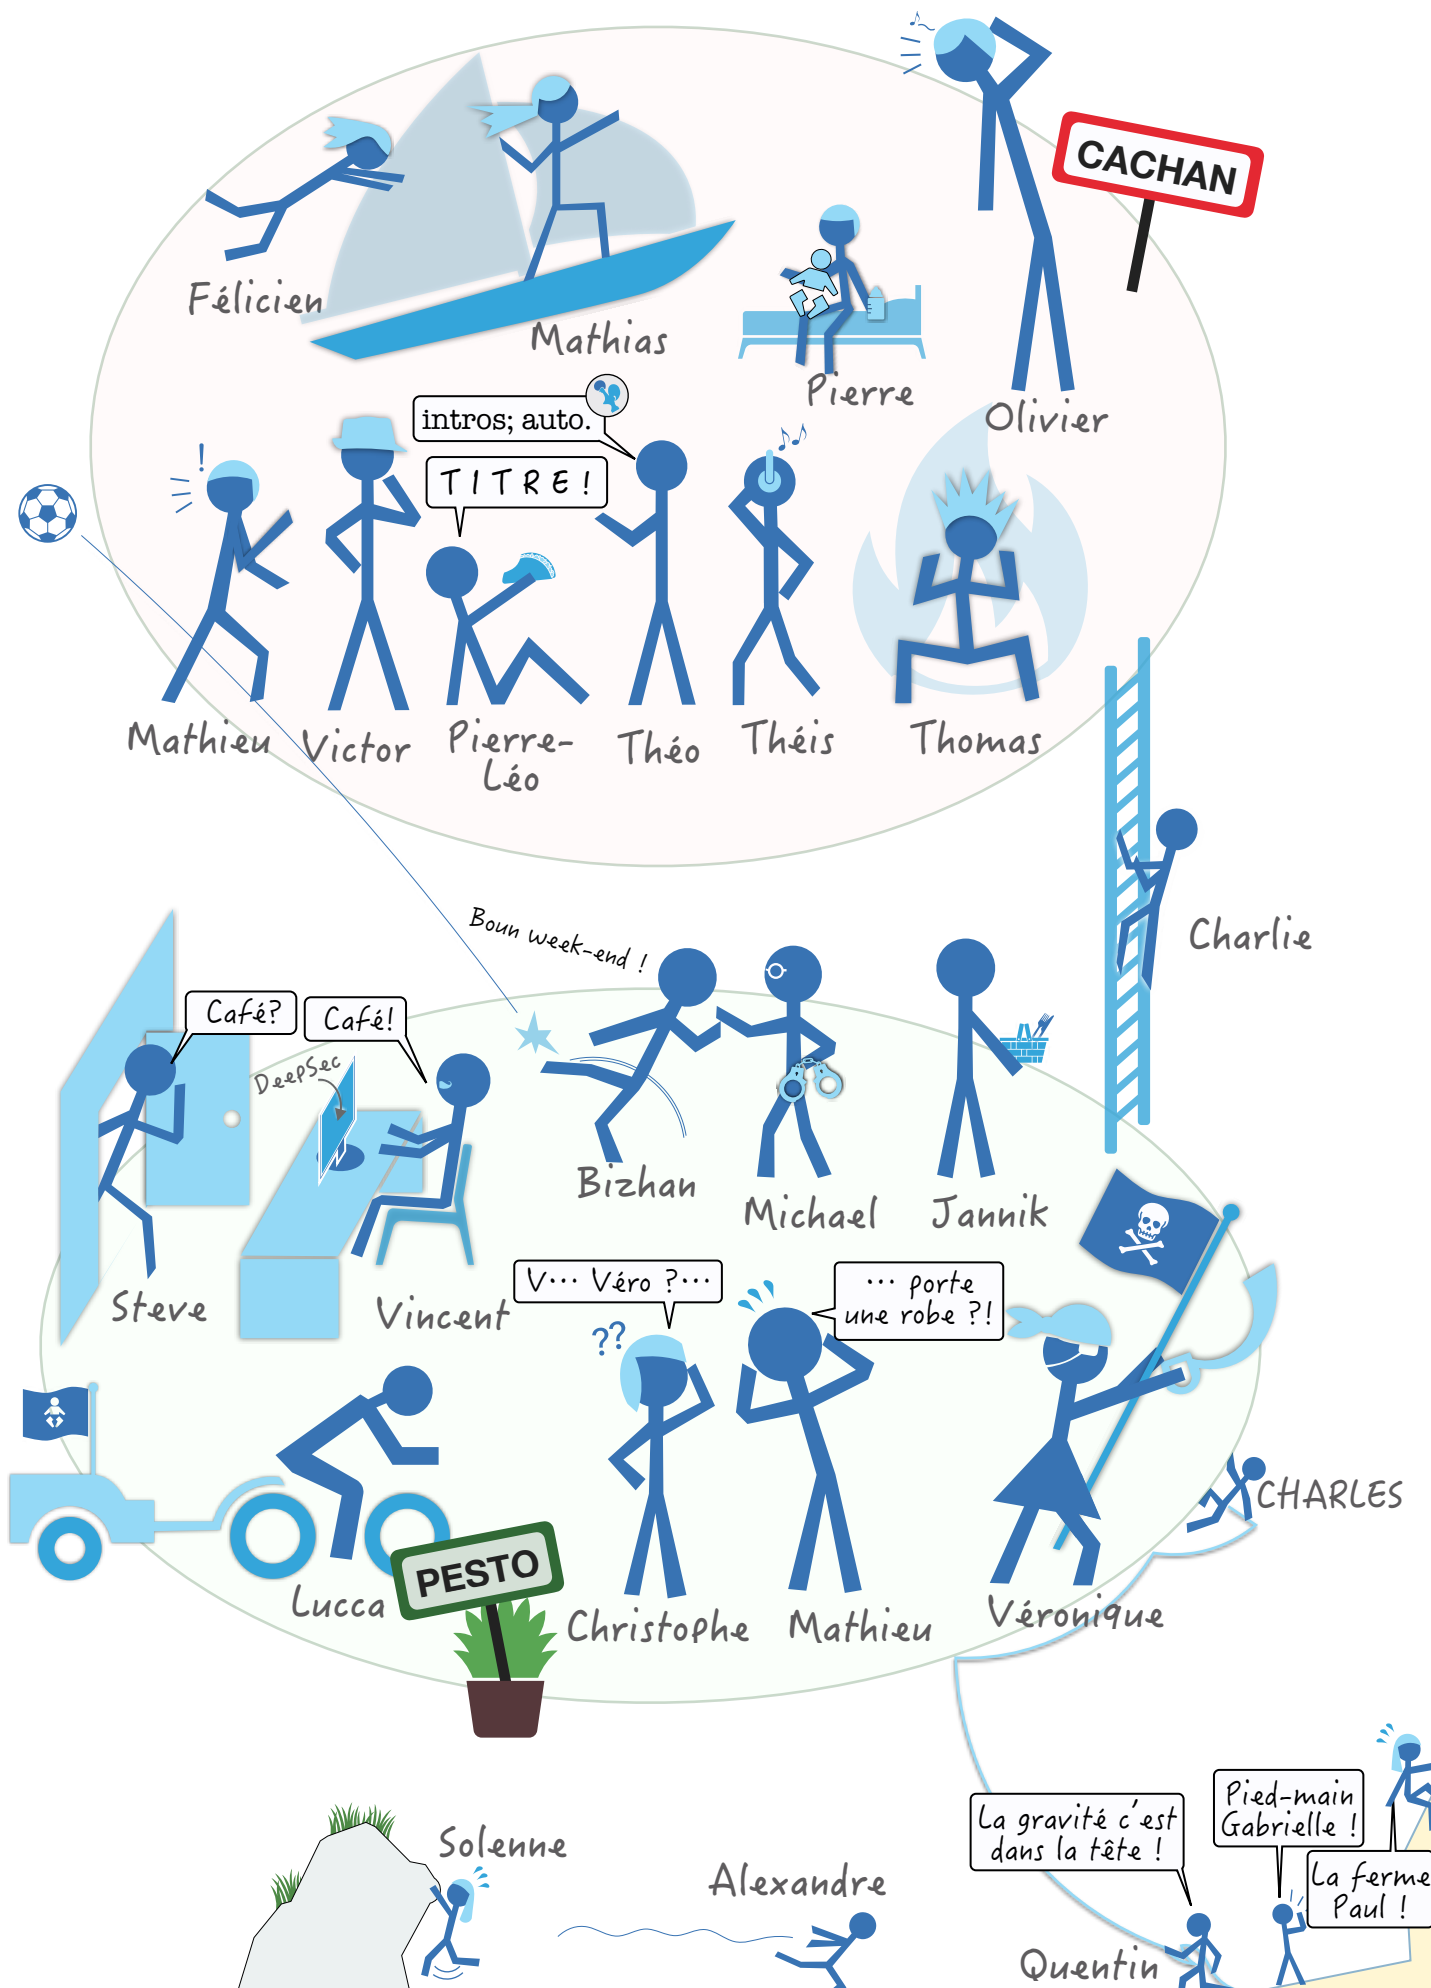 CACHAN
Félicien
Mathias
Pierre
Olivier
intros; auto.
TITRE!
!
Mathieu
Victor
Pierre-
Léo
Théo
Théis
Thomas
Charlie
Boun week-end !
Café?
Café!
DeepSec
Bizhan
Michael
Jannik
Steve
Vincent
V... Véro ?...
... porte
une robe ?!
??
CHARLES
Lucca
PESTO
Christophe
Mathieu
Véronique
Solenne
Alexandre
La gravité c'est
dans la tête !
Pied-main
Gabrielle !
La ferme
Paul !
Quentin